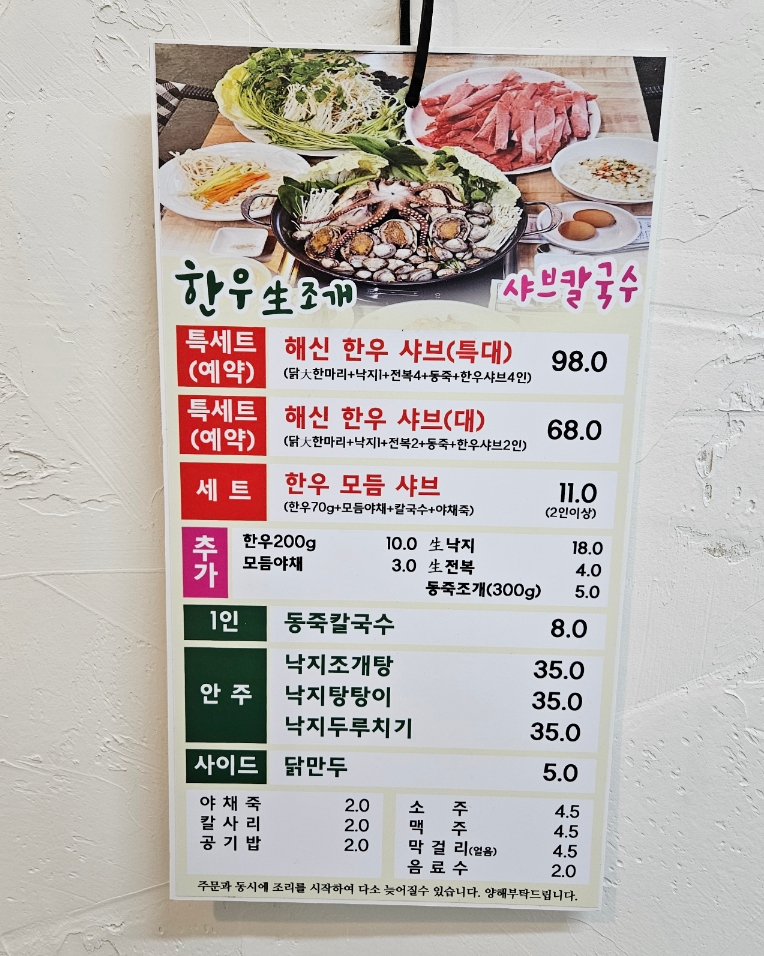 한우生조개 샤브칼국수
특세트
(예약)
해신 한우 샤브(특대) 98.0
(닭大한마리+낙지1+전복4+동죽+한우샤브4인)
특세트
(예약)
해신 한우 샤브(대) 68.0
(닭大한마리+낙지1+전복2+동죽+한우샤브2인)
세 트
한우 모듬 샤브 11.0
(한우70g+모듬야채+칼국수+야채죽) (2인이상)
추가
한우200g 10.0
모듬야채 3.0
生낙지 18.0
生전복 4.0
동죽조개(300g) 5.0
1인 동죽칼국수 8.0
안 주
낙지조개탕 35.0
낙지탕탕이 35.0
낙지두루치기 35.0
사이드 닭만두 5.0
야 채 죽 2.0
칼 사 리 2.0
공 기 밥 2.0
소 주 4.5
맥 주 4.5
막 걸 리(얼음) 4.5
음 료 수 2.0
주문과 동시에 조리를 시작하여 다소 늦어질수 있습니다. 양해부탁드립니다.